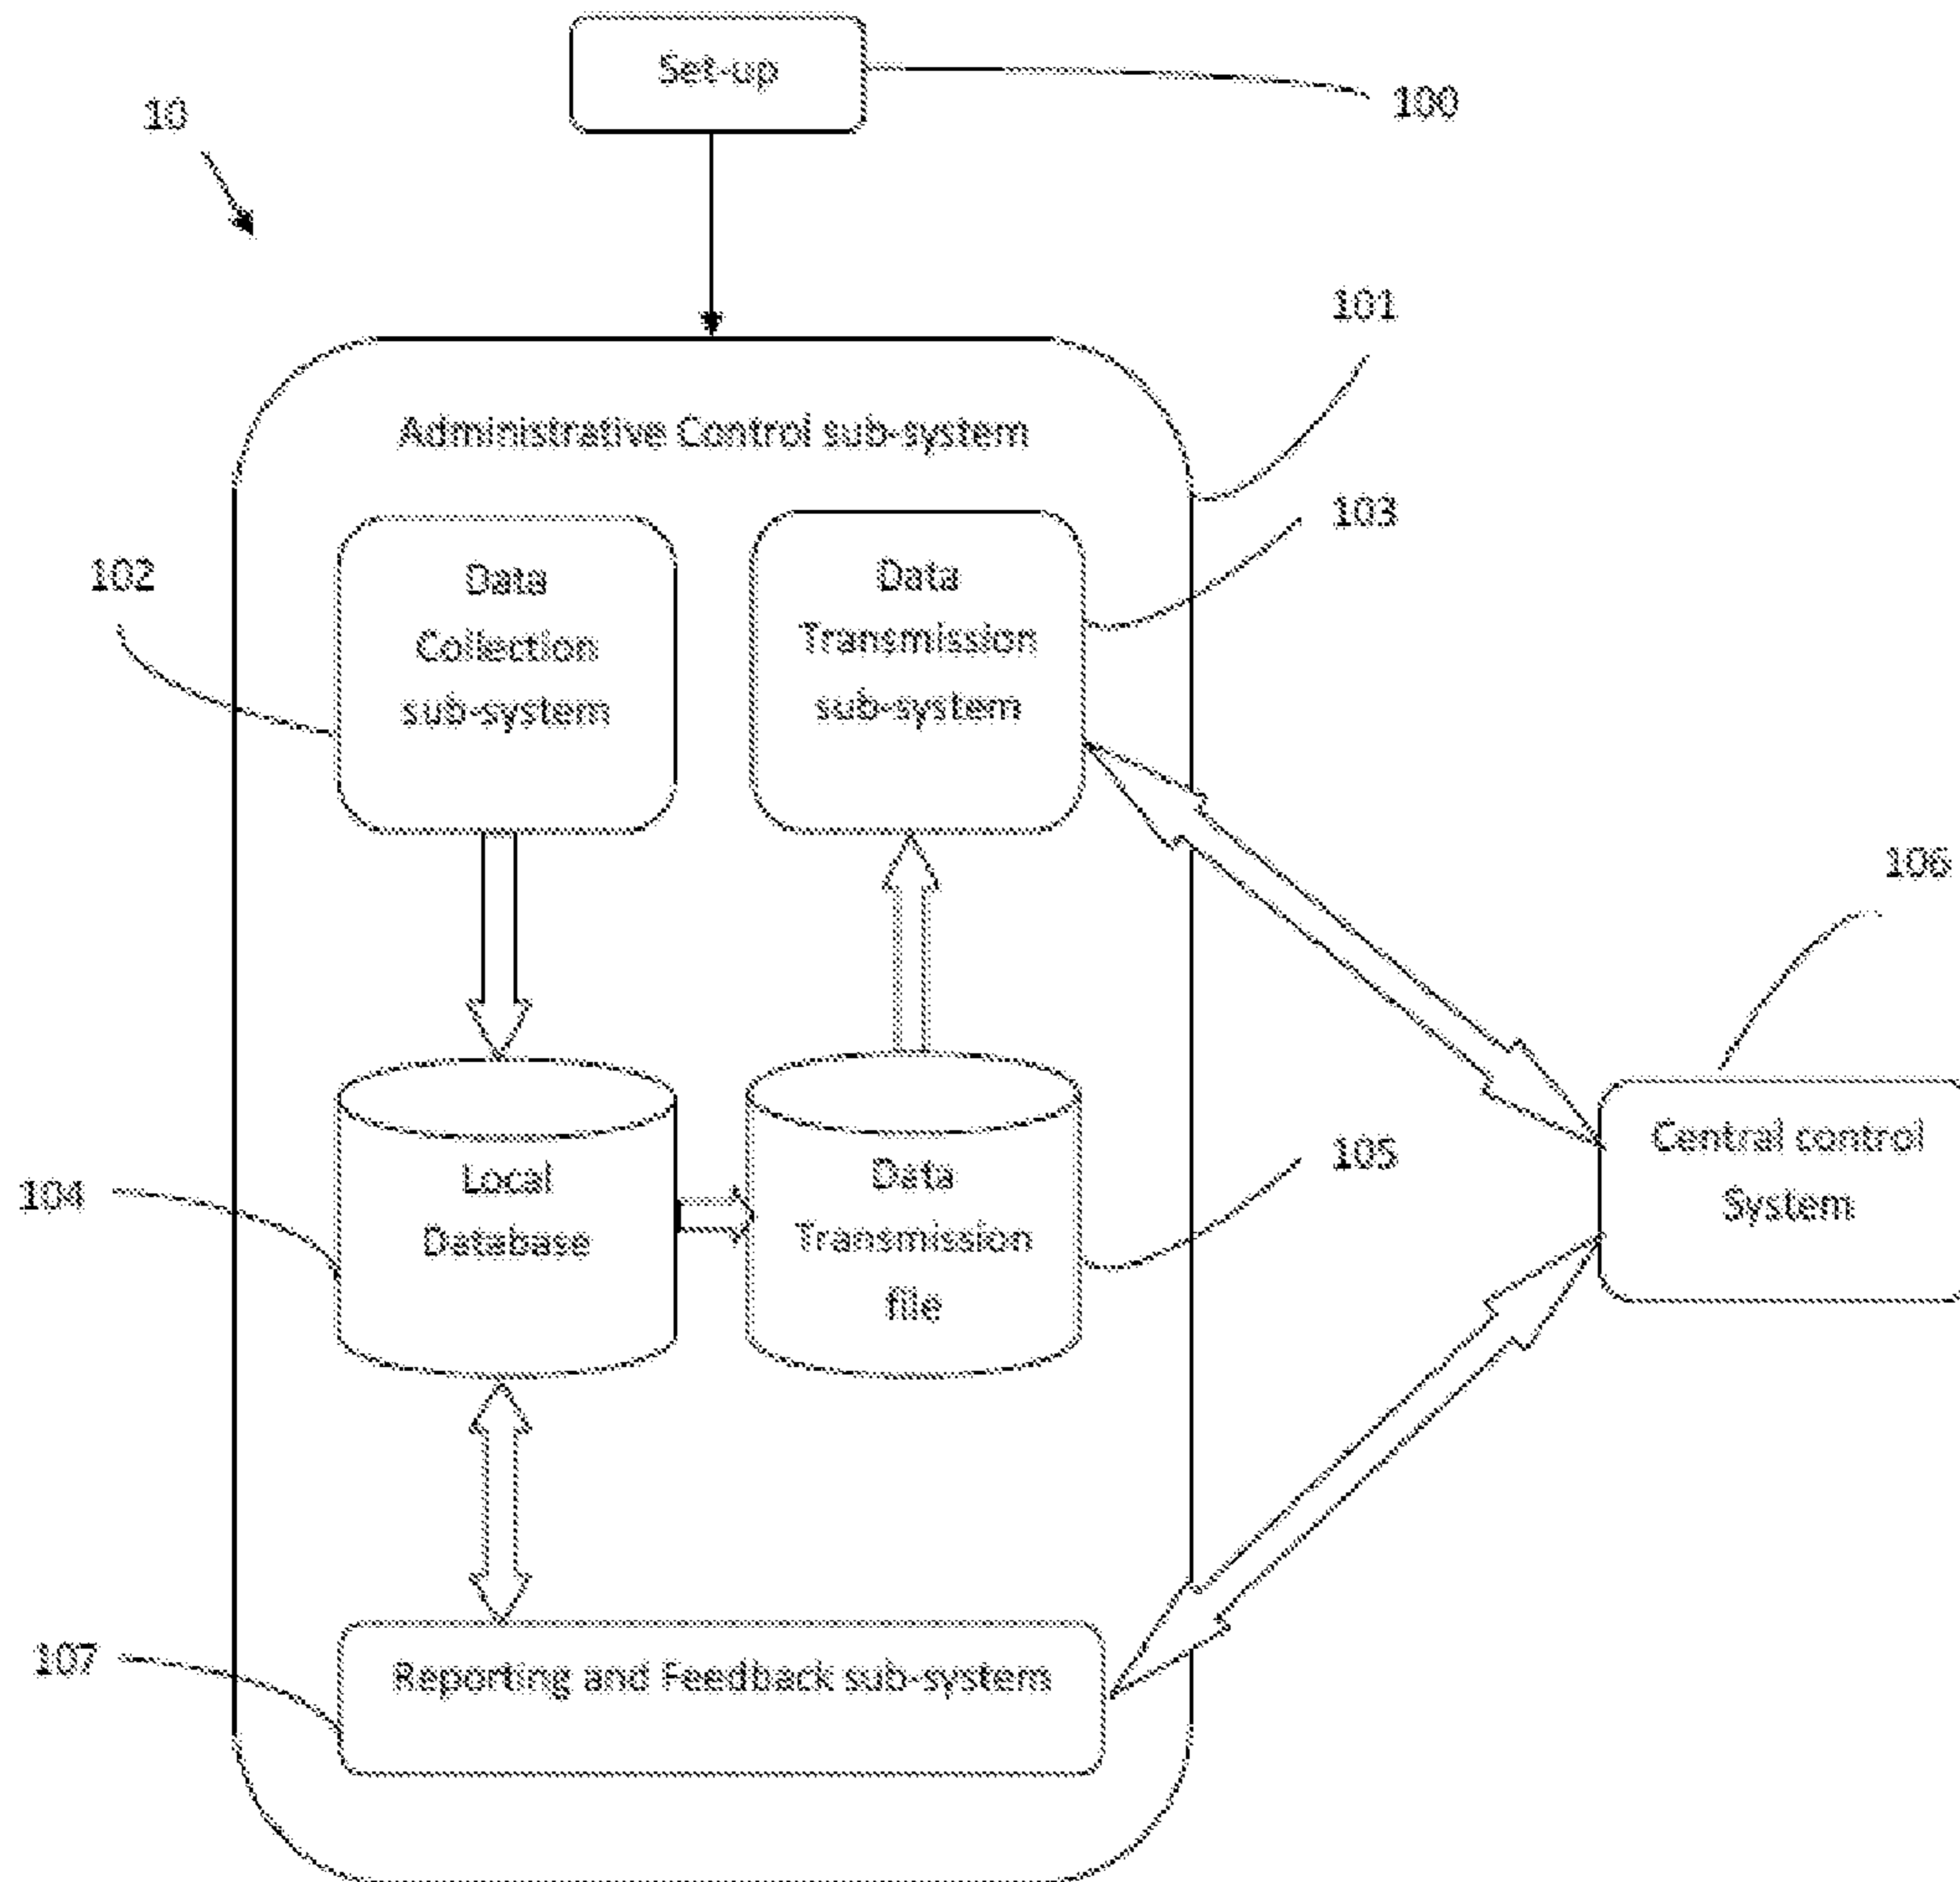 Set-up
100
10
101
Administrative Control sub-system
103
102
Data
Collection
sub-system
Data
Transmission
sub-system
106
Central control
System
104
Local
Database
Data
Transmission
file
105
107
Reporting and Feedback sub-system